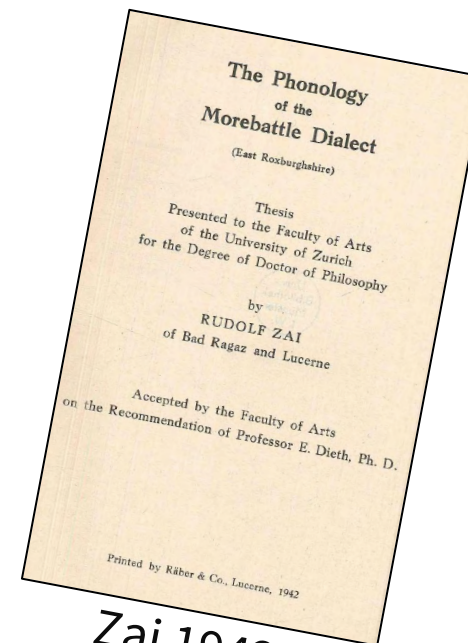 The Phonology
of the
Morebattle Dialect
(East Roxburghshire)
Thesis
Presented to the Faculty of Arts
of the University of Zurich
for the Degree of Doctor of Philosophy
by
RUDOLF ZAI
of Bad Ragaz and Lucerne
Accepted by the Faculty of Arts
on the Recommendation of Professor E. Dieth, Ph. D.
Printed by Räber & Co., Lucerne, 1942
Zai